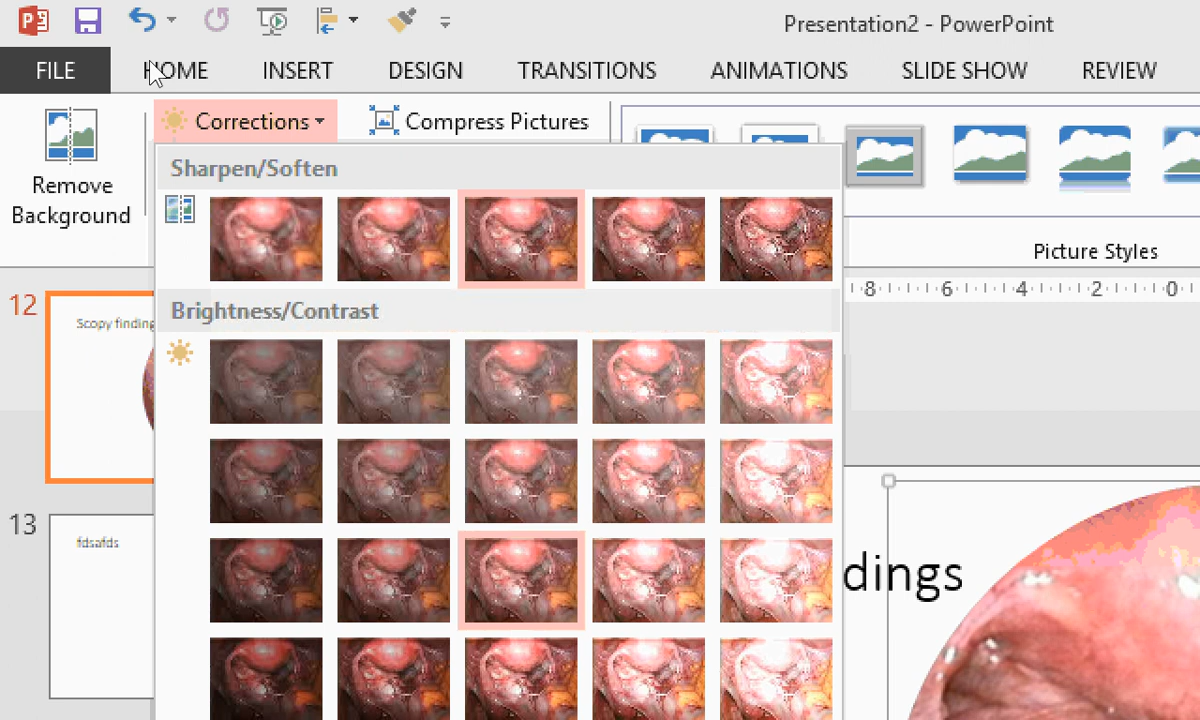 Presentation2 - PowerPoint
FILE HOME INSERT DESIGN TRANSITIONS ANIMATIONS SLIDE SHOW REVIEW
Corrections Compress Pictures
Remove
Background
Picture Styles
Sharpen/Soften
Brightness/Contrast
8 6 4 2 0
12
Scopy finding
13
fdsafds
dings